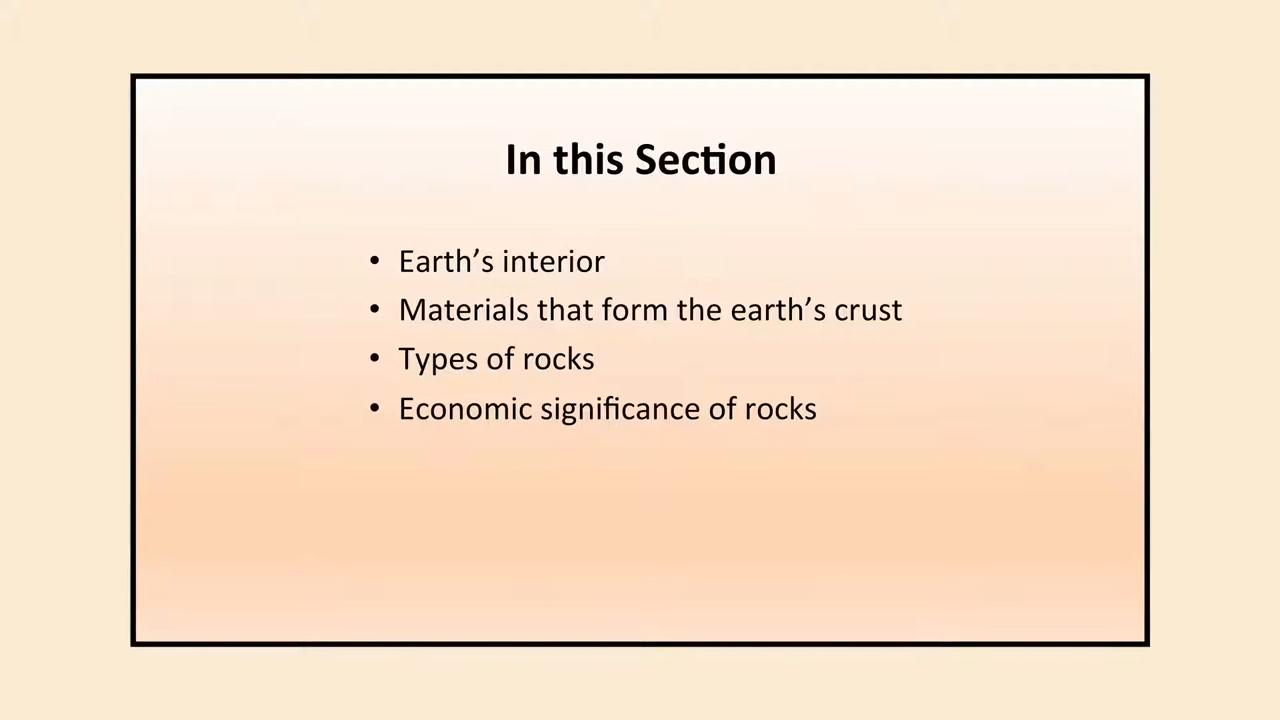 In this Section
• Earth’s interior
• Materials that form the earth’s crust
• Types of rocks
• Economic significance of rocks